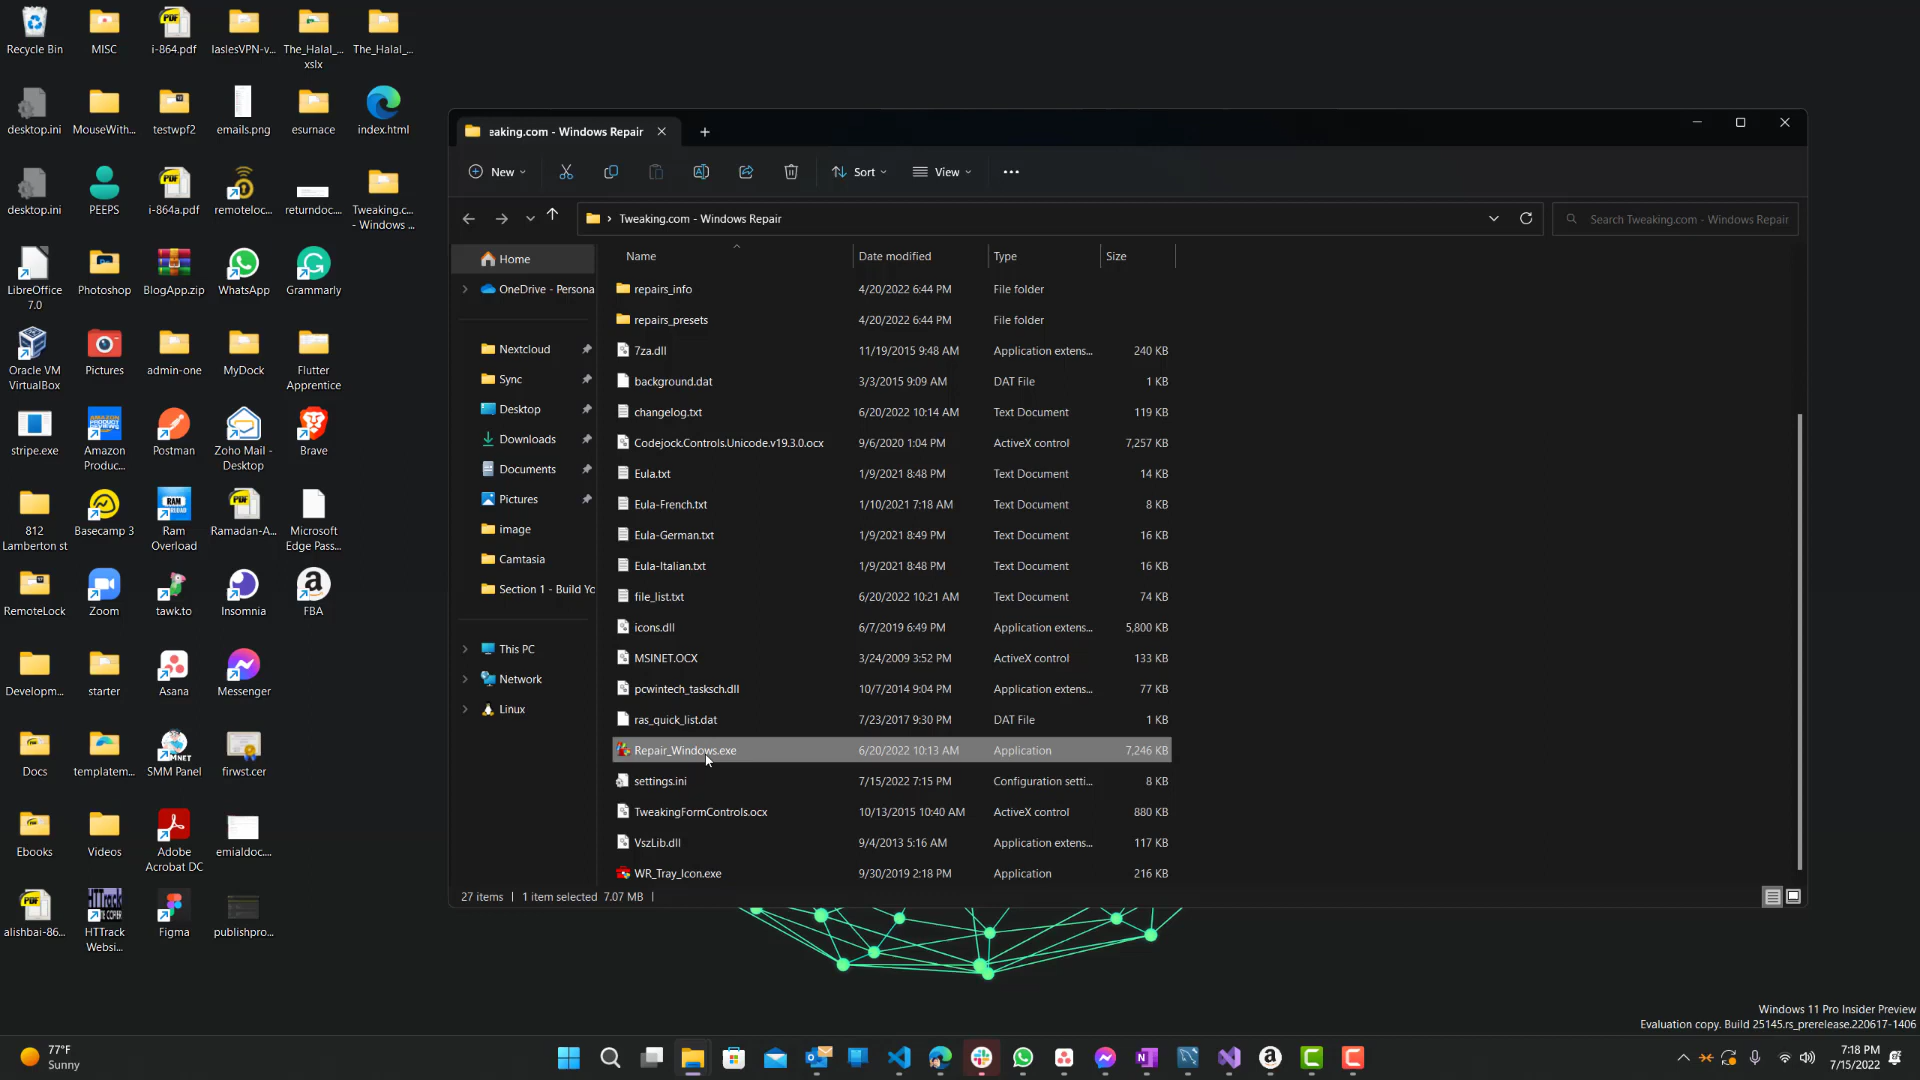 Recycle Bin
MISC
i-864.pdf
laslesVPN-v...
The_Halal_...
xslx
The_Halal_...
desktop.ini
MouseWith...
testwpf2
emails.png
esurnace
index.html
desktop.ini
PEEPS
i-864a.pdf
remoteloc...
returndoc...
Tweaking.c...
- Windows ...
LibreOffice
7.0
Photoshop
BlogApp.zip
WhatsApp
Grammarly
Oracle VM
VirtualBox
Pictures
admin-one
MyDock
Flutter
Apprentice
stripe.exe
Amazon
Produc...
Postman
Zoho Mail -
Desktop
Brave
812
Lamberton st
Basecamp 3
Ram
Overload
Ramadan-A...
Microsoft
Edge Pass...
RemoteLock
Zoom
tawk.to
Insomnia
FBA
Developm...
starter
Asana
Messenger
Docs
templatem...
SMM Panel
firwst.cer
Ebooks
Videos
Adobe
Acrobat DC
emialdoc....
alishbai-86...
HTTrack
Websi...
Figma
publishpro...
eaking.com - Windows Repair
New
Sort
View
Tweaking.com - Windows Repair
Search Tweaking.com - Windows Repair
Home
OneDrive - Persona
Nextcloud
Sync
Desktop
Downloads
Documents
Pictures
image
Camtasia
Section 1 - Build Yo
This PC
Network
Linux
Name Date modified Type Size
repairs_info 4/20/2022 6:44 PM File folder
repairs_presets 4/20/2022 6:44 PM File folder
7za.dll 11/19/2015 9:48 AM Application extens... 240 KB
background.dat 3/3/2015 9:09 AM DAT File 1 KB
changelog.txt 6/20/2022 10:14 AM Text Document 119 KB
Codejock.Controls.Unicode.v19.3.0.ocx 9/6/2020 1:04 PM ActiveX control 7,257 KB
Eula.txt 1/9/2021 8:48 PM Text Document 14 KB
Eula-French.txt 1/10/2021 7:18 AM Text Document 8 KB
Eula-German.txt 1/9/2021 8:49 PM Text Document 16 KB
Eula-Italian.txt 1/9/2021 8:48 PM Text Document 16 KB
file_list.txt 6/20/2022 10:21 AM Text Document 74 KB
icons.dll 6/7/2019 6:49 PM Application extens... 5,800 KB
MSINET.OCX 3/24/2009 3:52 PM ActiveX control 133 KB
pcwintech_tasksch.dll 10/7/2014 9:04 PM Application extens... 77 KB
ras_quick_list.dat 7/23/2017 9:30 PM DAT File 1 KB
Repair_Windows.exe 6/20/2022 10:13 AM Application 7,246 KB
settings.ini 7/15/2022 7:15 PM Configuration setti... 8 KB
TweakingFormControls.ocx 10/13/2015 10:40 AM ActiveX control 880 KB
VszLib.dll 9/4/2013 5:16 AM Application extens... 117 KB
WR_Tray_Icon.exe 9/30/2019 2:18 PM Application 216 KB
27 items 1 item selected 7.07 MB
Windows 11 Pro Insider Preview
Evaluation copy. Build 25145.rs_prerelease.220617-1406
77°F
Sunny
7:18 PM
7/15/2022